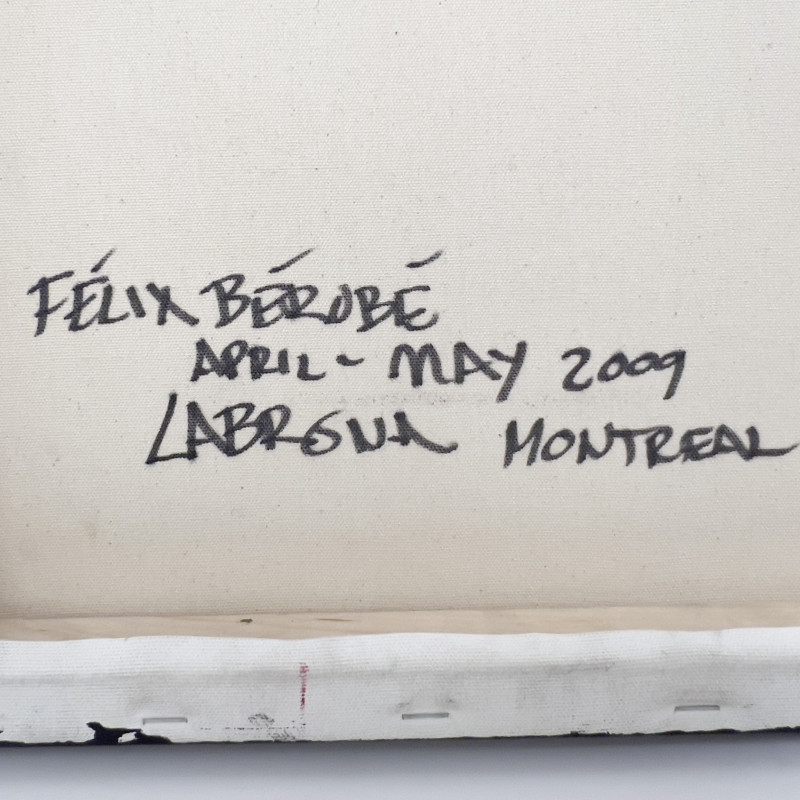 FÉLIX BÉRUBÉ
APRIL - MAY 2009
LABRONA MONTREAL